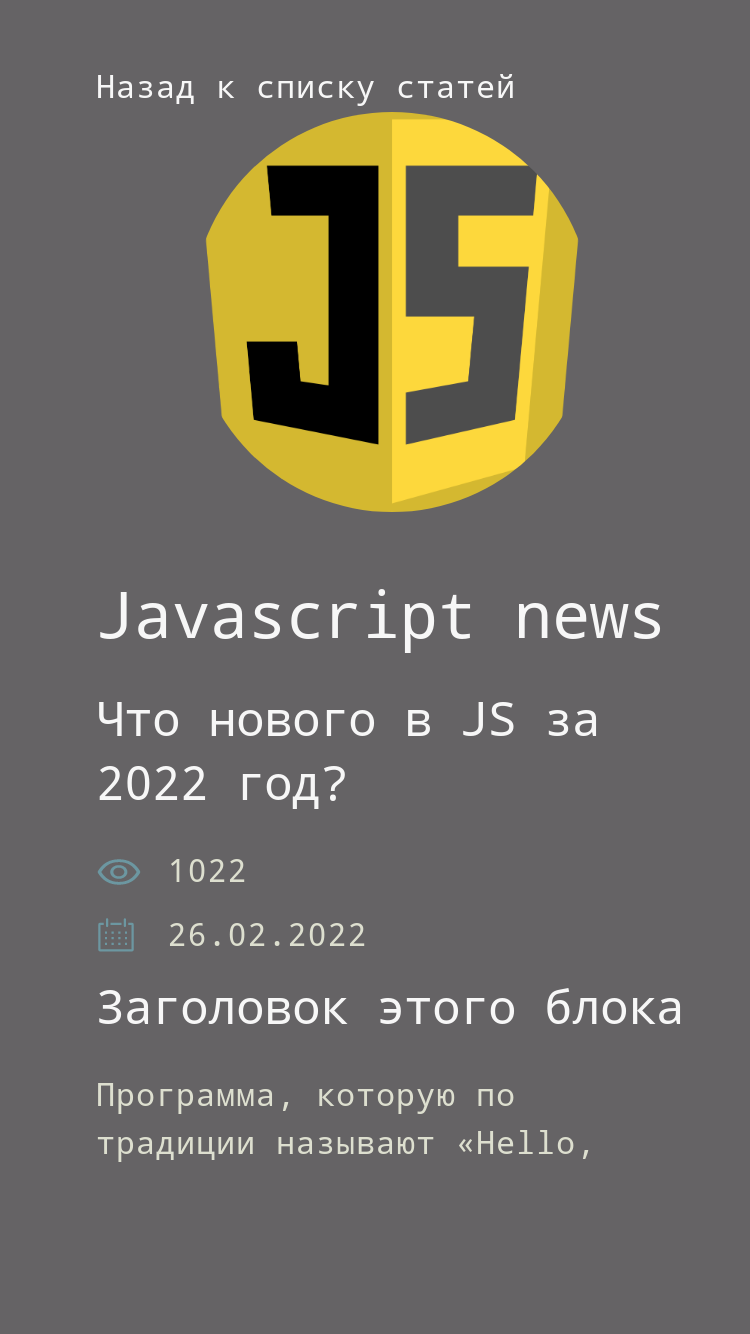 Назад к списку статей
JS
Javascript news
Что нового в JS за
2022 год?
1022
26.02.2022
Заголовок этого блока
Программа, которую по
традиции называют «Hello,